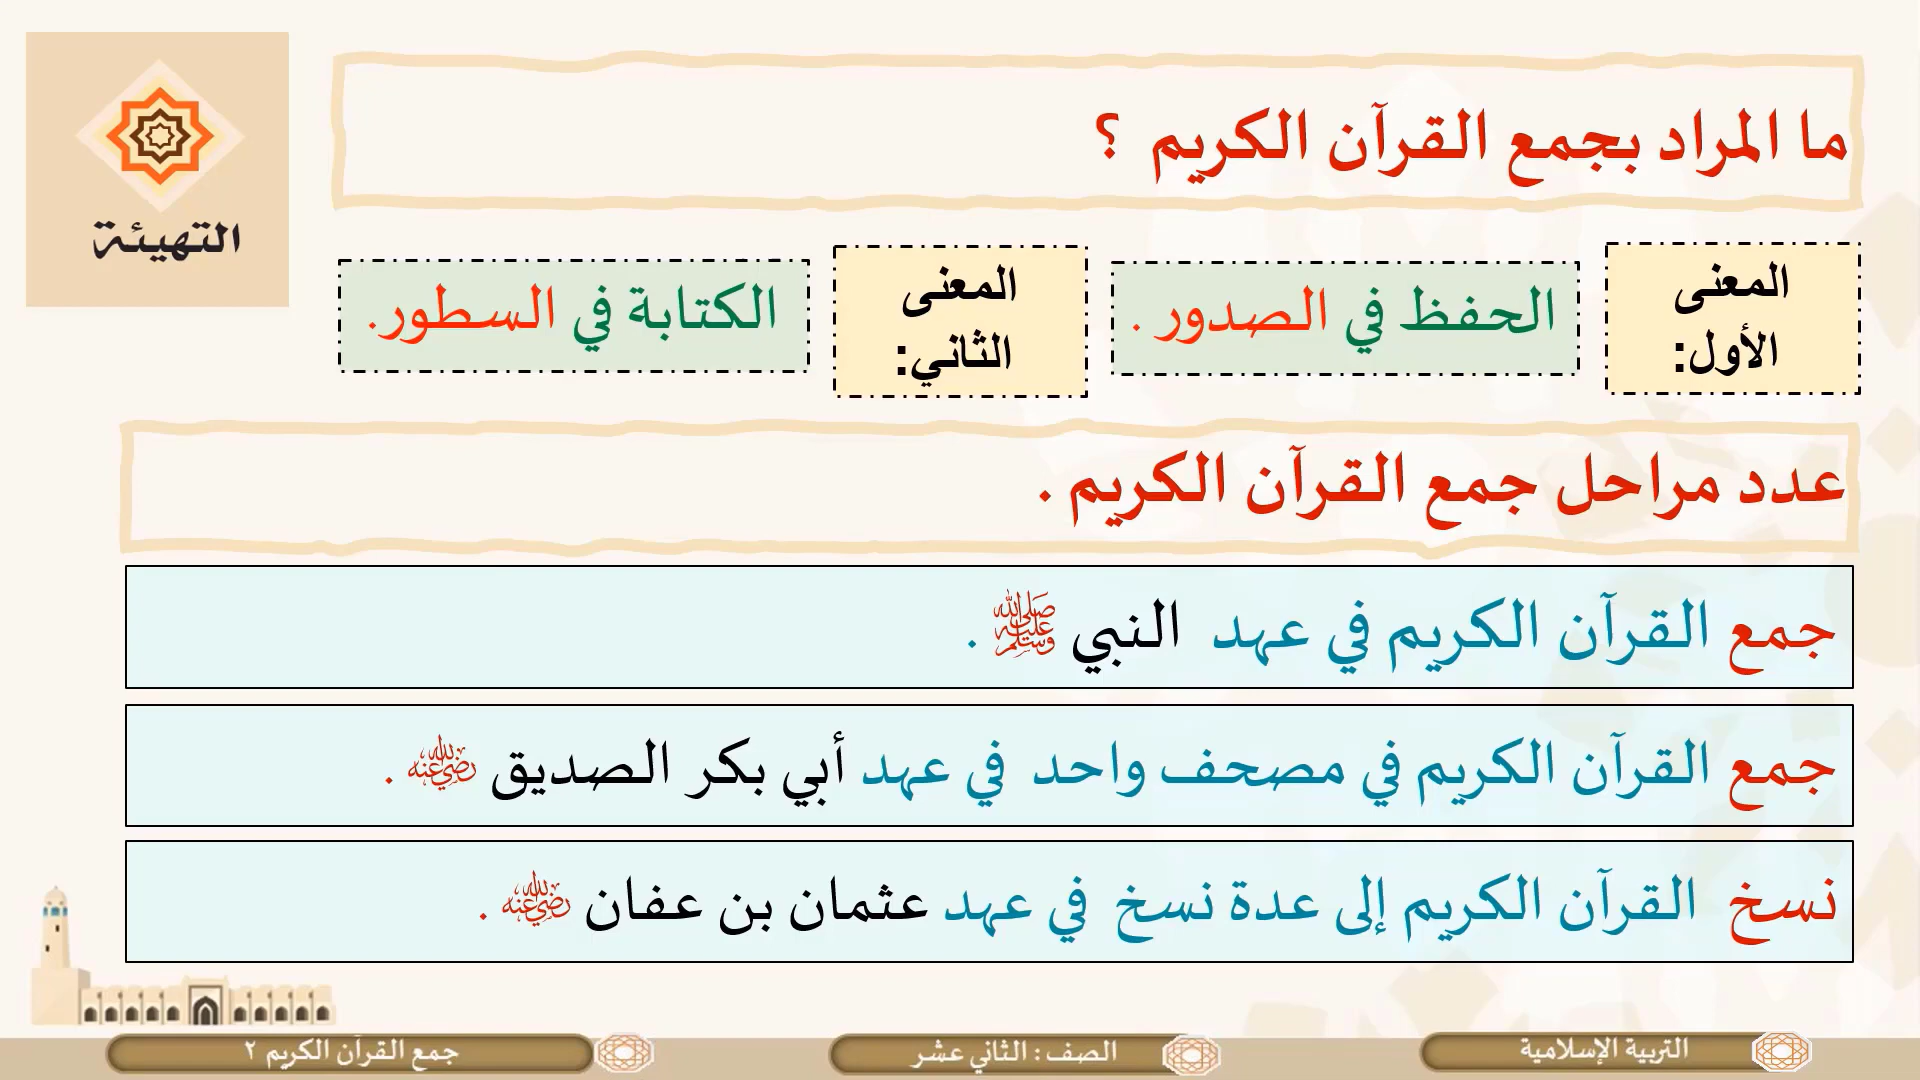 التهيئة
ما المراد بجمع القرآن الكريم ؟
المعنى
الأول:
الحفظ في الصدور .
المعنى
الثاني:
الكتابة في السطور.
عدد مراحل جمع القرآن الكريم .
جمع القرآن الكريم في عهد النبي ﷺ .
جمع القرآن الكريم في مصحف واحد في عهد أبي بكر الصديق رضي الله عنه .
نسخ القرآن الكريم إلى عدة نسخ في عهد عثمان بن عفان رضي الله عنه .
التربية الإسلامية
الصف : الثاني عشر
جمع القرآن الكريم ٢